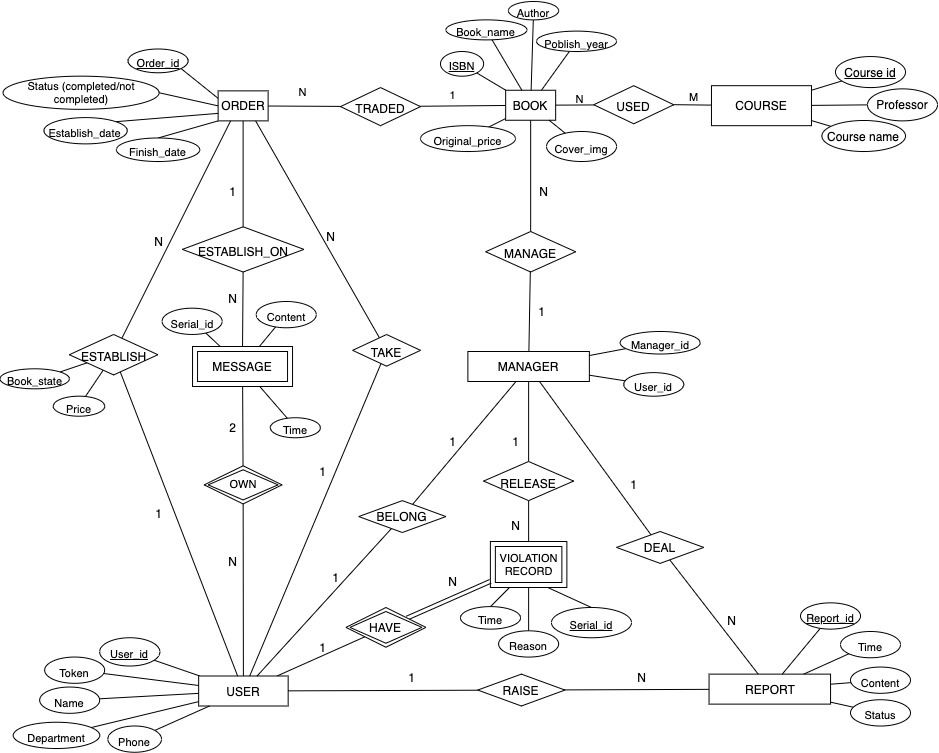 Author
Book_name
Publish_year
Order_id
ISBN
Course id
Status (completed/not
completed)
ORDER
N
TRADED
1
BOOK
N
USED
M
COURSE
Professor
Establish_date
Original_price
Cover_img
Course name
Finish_date
1
N
N
N
ESTABLISH_ON
MANAGE
N
1
Serial_id
Content
ESTABLISH
TAKE
MESSAGE
MANAGER
Manager_id
Book_state
User_id
Price
2
Time
1
1
1
OWN
RELEASE
1
1
BELONG
N
DEAL
N
VIOLATION
RECORD
1
N
Time
Serial_id
HAVE
Reason
1
N
Report_id
User_id
Time
Token
1
N
Content
USER
RAISE
REPORT
Name
Status
Department
Phone